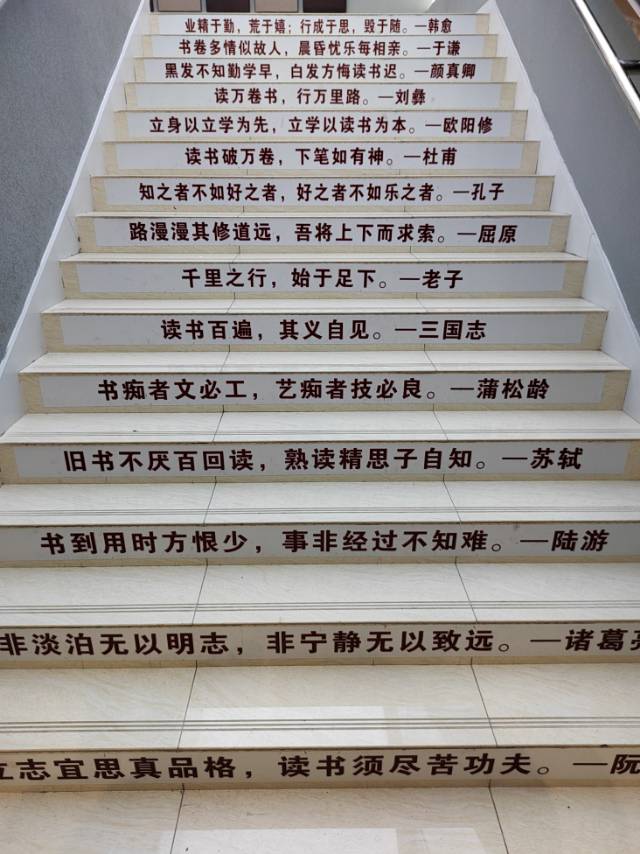 业精于勤，荒于嬉；行成于思，毁于随。—韩愈
书卷多情似故人，晨昏忧乐每相亲。—于谦
黑发不知勤学早，白发方悔读书迟。—颜真卿
读万卷书，行万里路。—刘彝
立身以立学为先，立学以读书为本。—欧阳修
读书破万卷，下笔如有神。—杜甫
知之者不如好之者，好之者不如乐之者。—孔子
路漫漫其修道远，吾将上下而求索。—屈原
千里之行，始于足下。—老子
读书百遍，其义自见。—三国志
书痴者文必工，艺痴者技必良。—蒲松龄
旧书不厌百回读，熟读精思子自知。—苏轼
书到用时方恨少，事非经过不知难。—陆游
非淡泊无以明志，非宁静无以致远。—诸葛亮
立志宜思真品格，读书须尽苦功夫。—阮